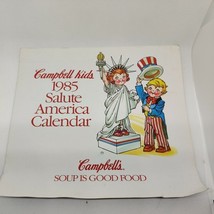 Campbell Kids
1985
Salute
America
Calendar
Campbell's
SOUP IS GOOD FOOD